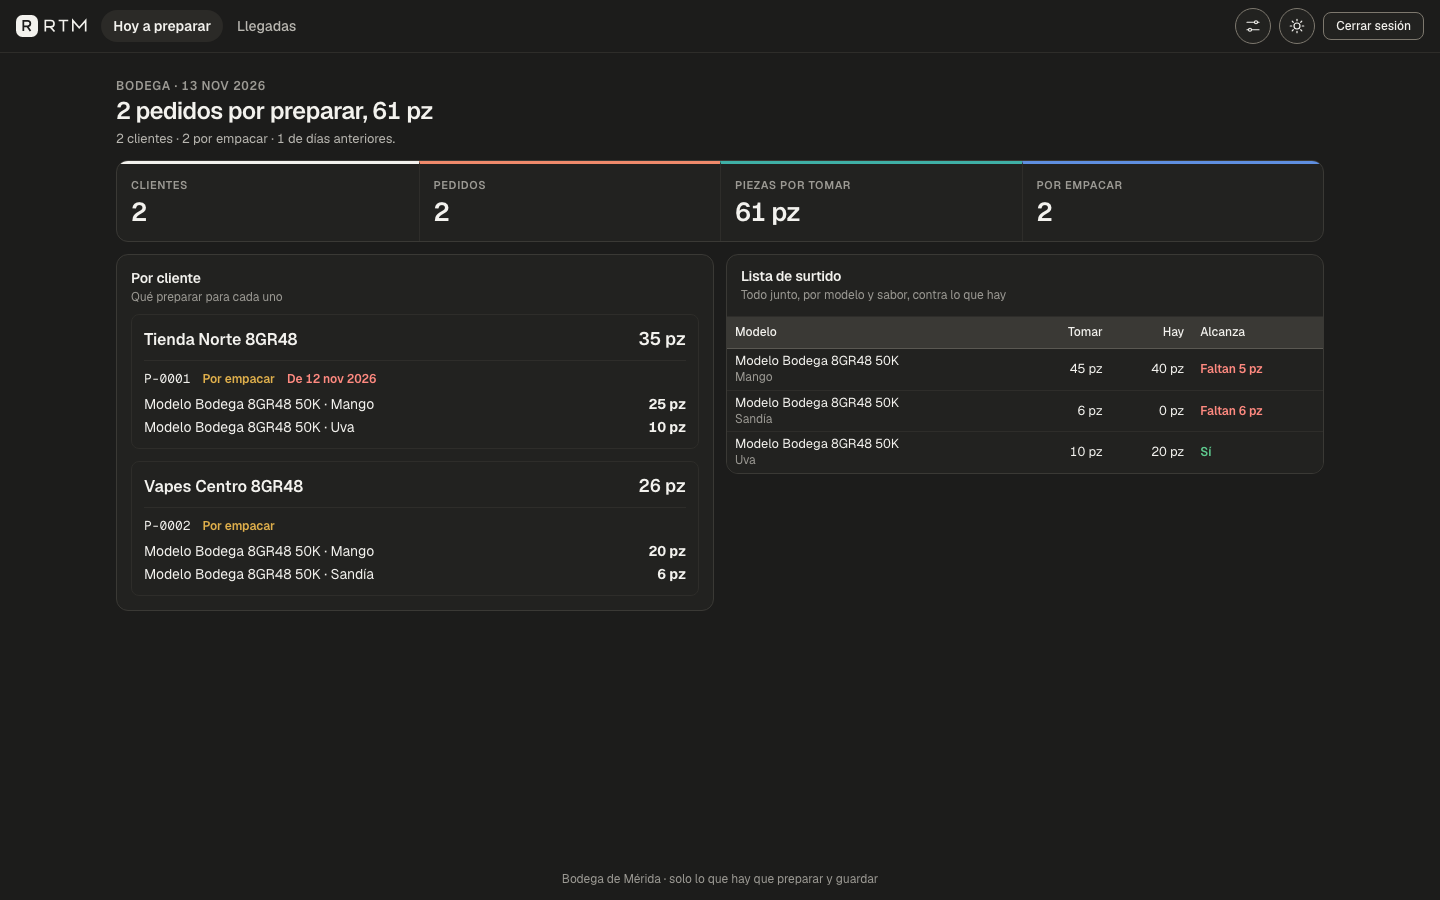 R RTM Hoy a preparar Llegadas Cerrar sesión
BODEGA · 13 NOV 2026
2 pedidos por preparar, 61 pz
2 clientes · 2 por empacar · 1 de días anteriores.
CLIENTES
2
PEDIDOS
2
PIEZAS POR TOMAR
61 pz
POR EMPACAR
2
Por cliente
Qué preparar para cada uno
Tienda Norte 8GR48 35 pz
P-0001 Por empacar De 12 nov 2026
Modelo Bodega 8GR48 50K · Mango 25 pz
Modelo Bodega 8GR48 50K · Uva 10 pz
Vapes Centro 8GR48 26 pz
P-0002 Por empacar
Modelo Bodega 8GR48 50K · Mango 20 pz
Modelo Bodega 8GR48 50K · Sandía 6 pz
Lista de surtido
Todo junto, por modelo y sabor, contra lo que hay
Modelo Tomar Hay Alcanza
Modelo Bodega 8GR48 50K
Mango
45 pz 40 pz Faltan 5 pz
Modelo Bodega 8GR48 50K
Sandía
6 pz 0 pz Faltan 6 pz
Modelo Bodega 8GR48 50K
Uva
10 pz 20 pz Sí
Bodega de Mérida · solo lo que hay que preparar y guardar